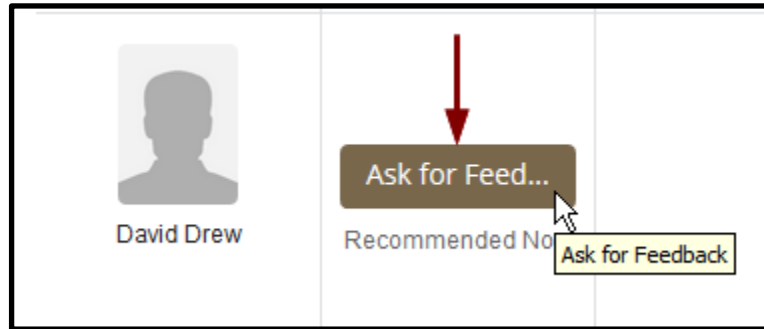 Ask for Feed...
David Drew
Recommended No
Ask for Feedback